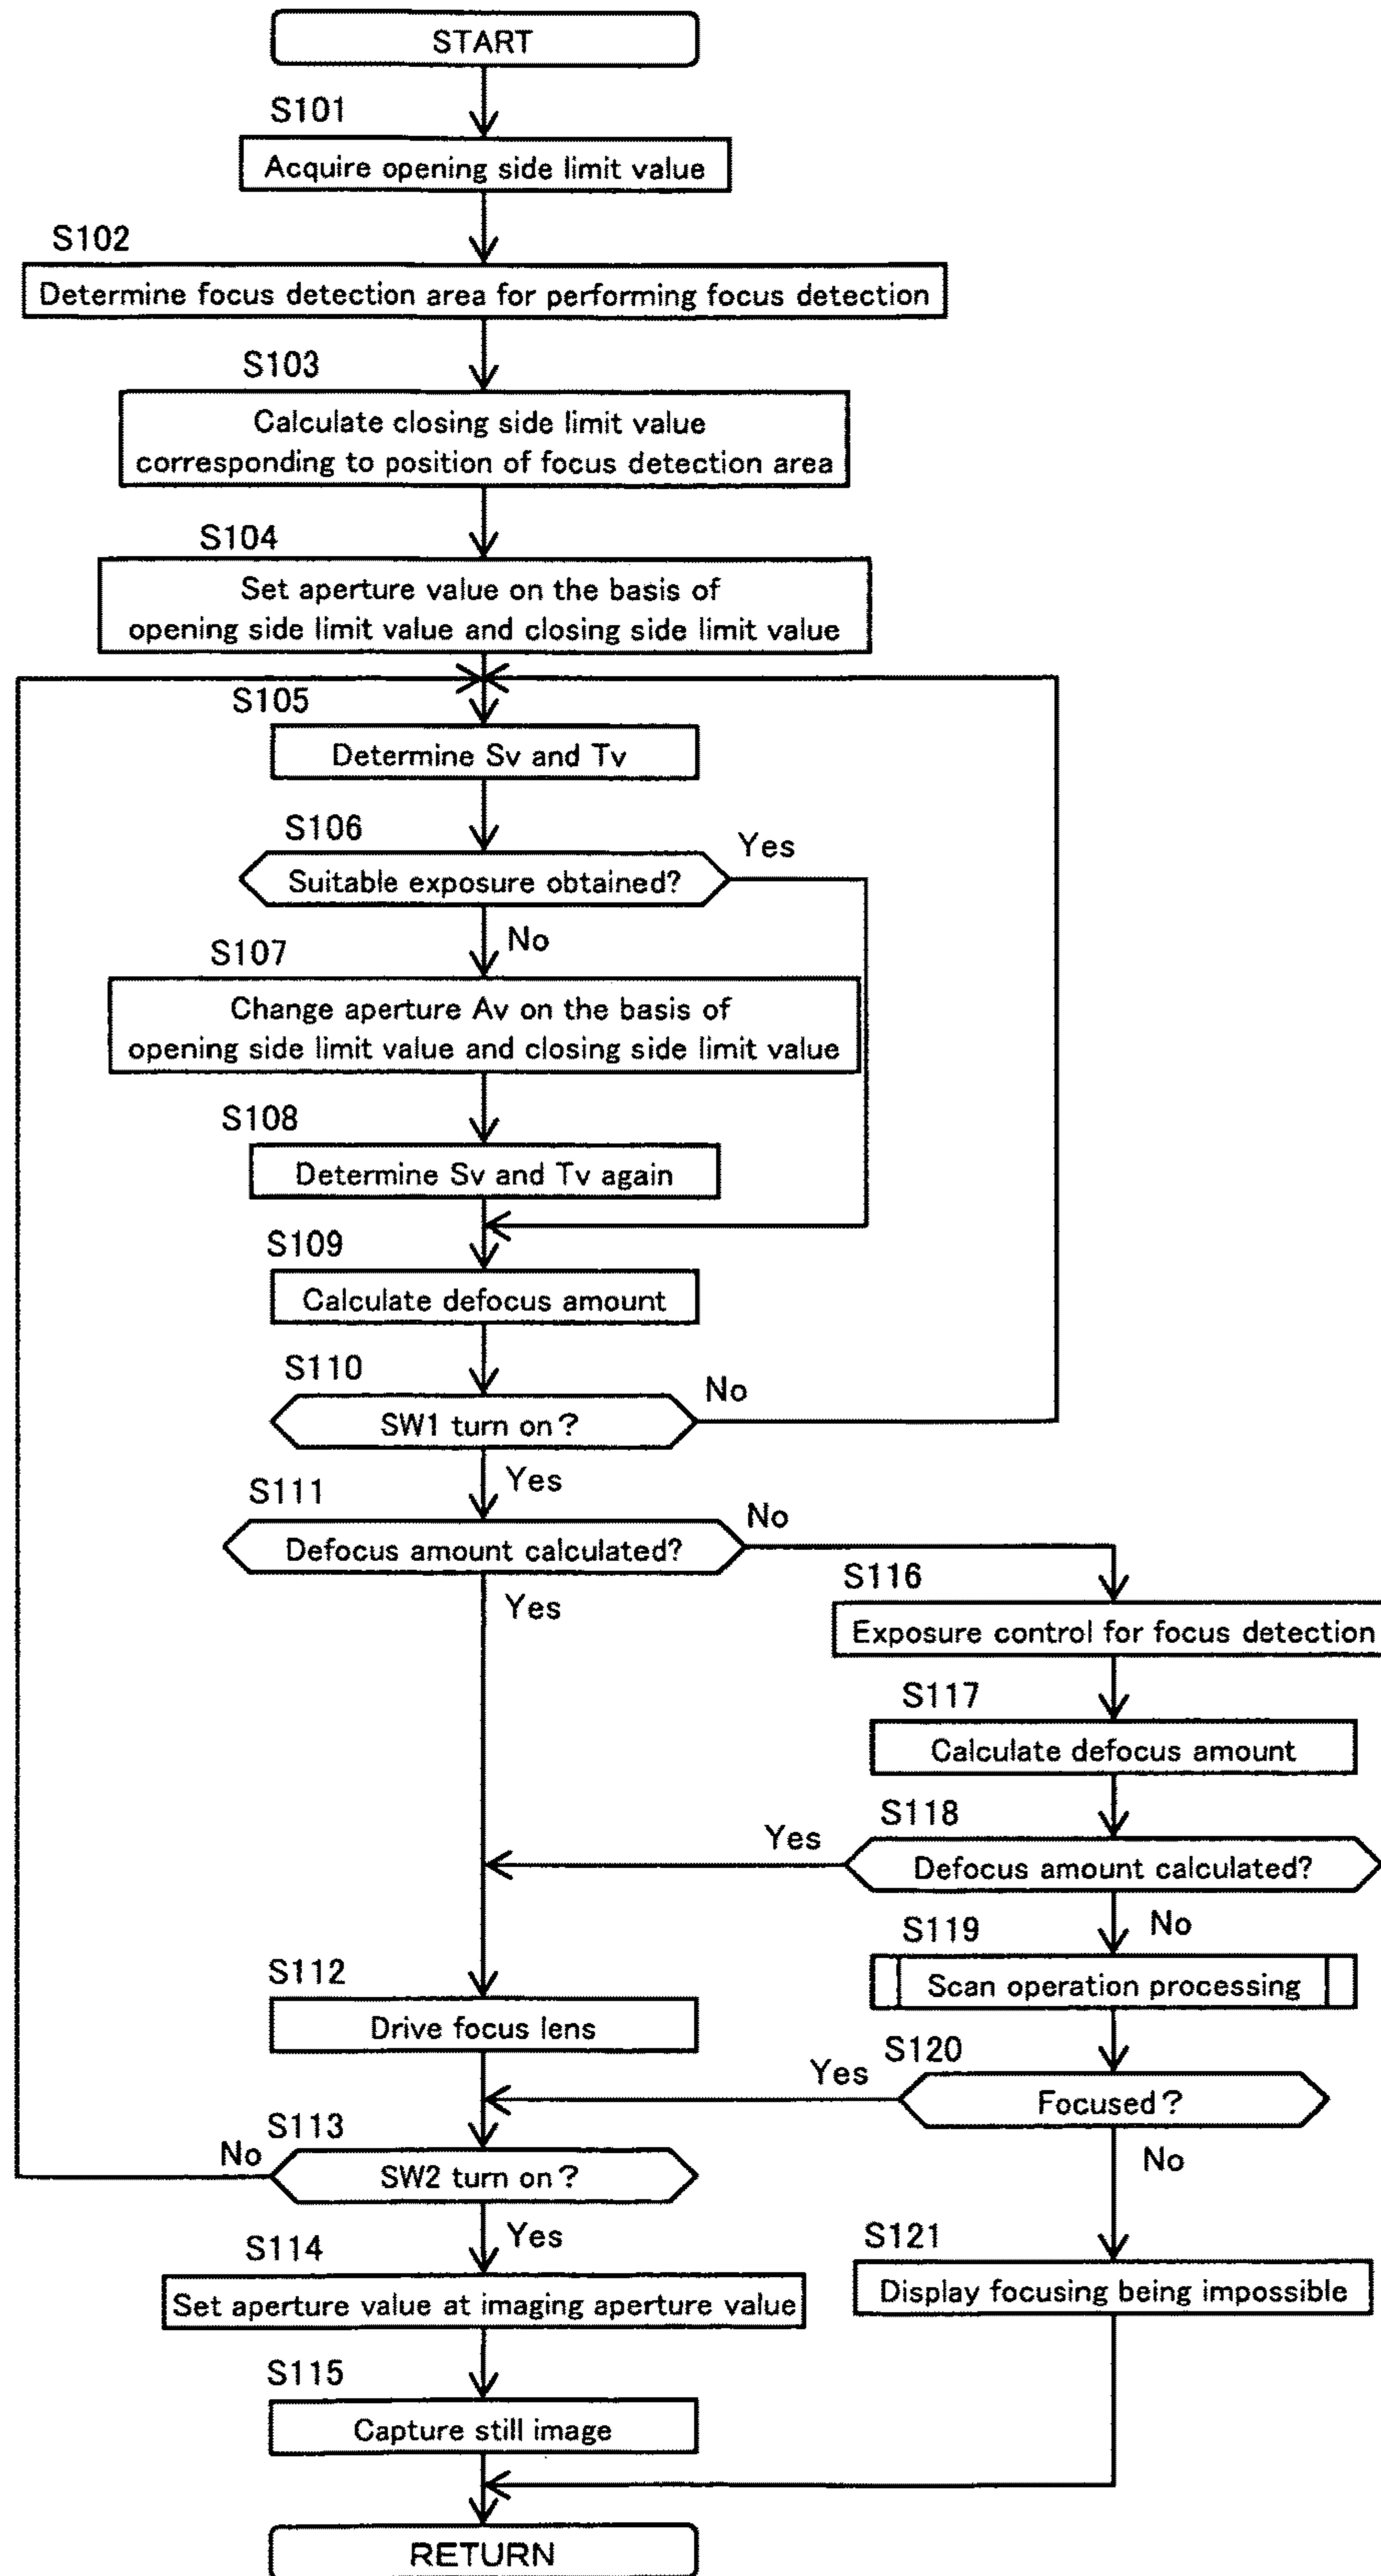 START
S101
Acquire opening side limit value
S102
Determine focus detection area for performing focus detection
S103
Calculate closing side limit value
corresponding to position of focus detection area
S104
Set aperture value on the basis of
opening side limit value and closing side limit value
S105
Determine Sv and Tv
S106
Yes
Suitable exposure obtained?
No
S107
Change aperture Av on the basis of
opening side limit value and closing side limit value
S108
Determine Sv and Tv again
S109
Calculate defocus amount
S110
No
SW1 turn on?
Yes
S111
No
Defocus amount calculated?
Yes
S116
Exposure control for focus detection
S117
Calculate defocus amount
S118
Yes
Defocus amount calculated?
No
S119
Scan operation processing
S112
Drive focus lens
S120
Yes
Focused?
No
S113
No
SW2 turn on?
Yes
S114
Set aperture value at imaging aperture value
S121
Display focusing being impossible
S115
Capture still image
RETURN